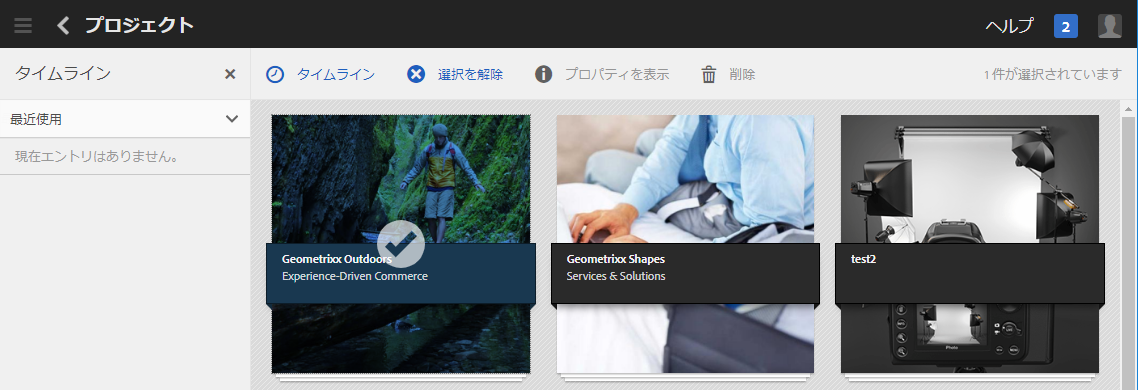 プロジェクト
ヘルプ
2
タイムライン
タイムライン
選択を解除
プロパティを表示
削除
1件が選択されています
最近使用
現在エントリはありません。
Geometrixx Outdoors
Experience-Driven Commerce
Geometrixx Shapes
Services & Solutions
test2
Photo